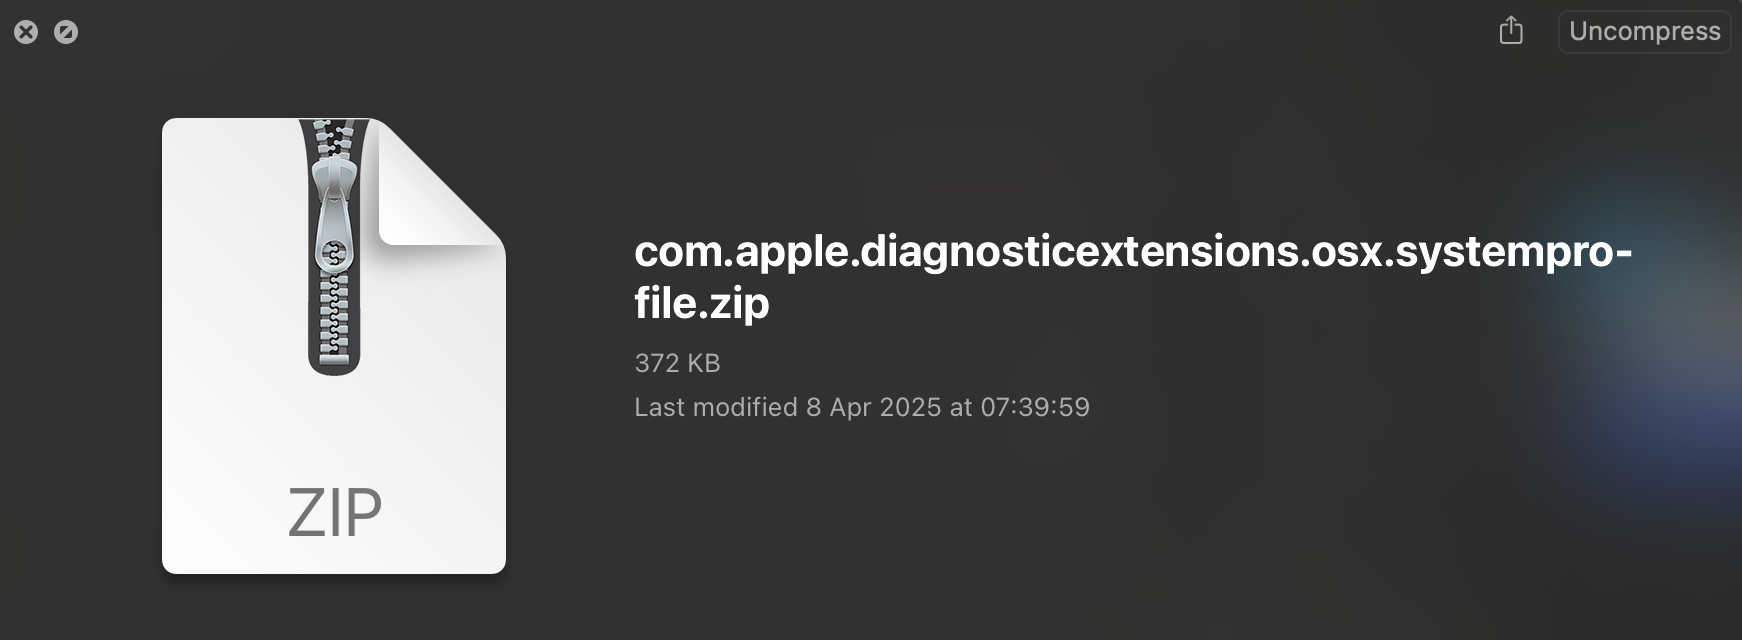 Uncompress
com.apple.diagnosticextensions.osx.systempro-
file.zip
372 KB
Last modified 8 Apr 2025 at 07:39:59
ZIP